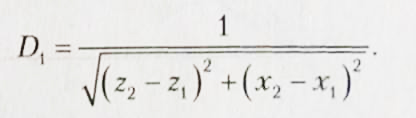 D₁ = 1 / √((z₂ − z₁)² + (x₂ − x₁)²).